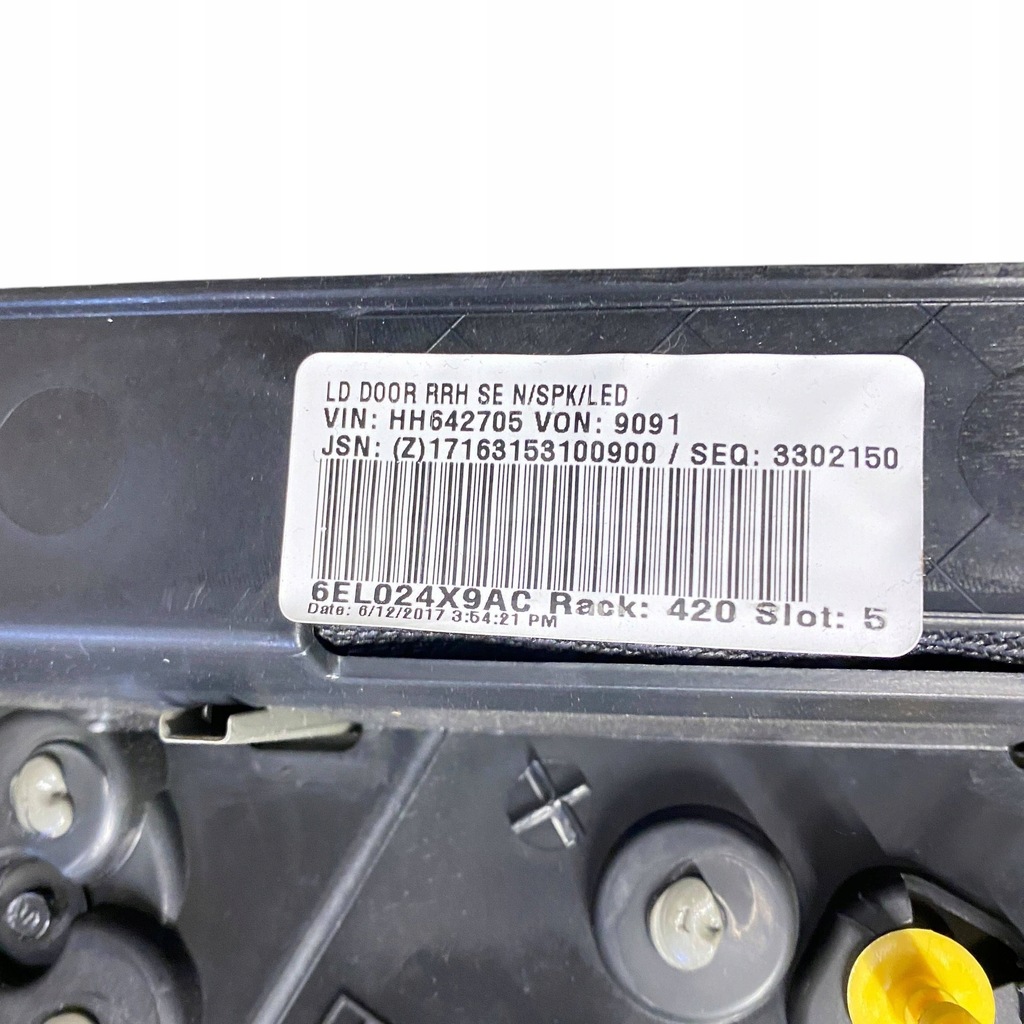 LD DOOR RRH SE N/SPK/LED
VIN: HH642705 VON: 9091
JSN: (Z)17163153100900 / SEQ: 3302150
6EL024X9AC Rack: 420 Slot: 5
Date: 6/12/2017 3:54:21 PM